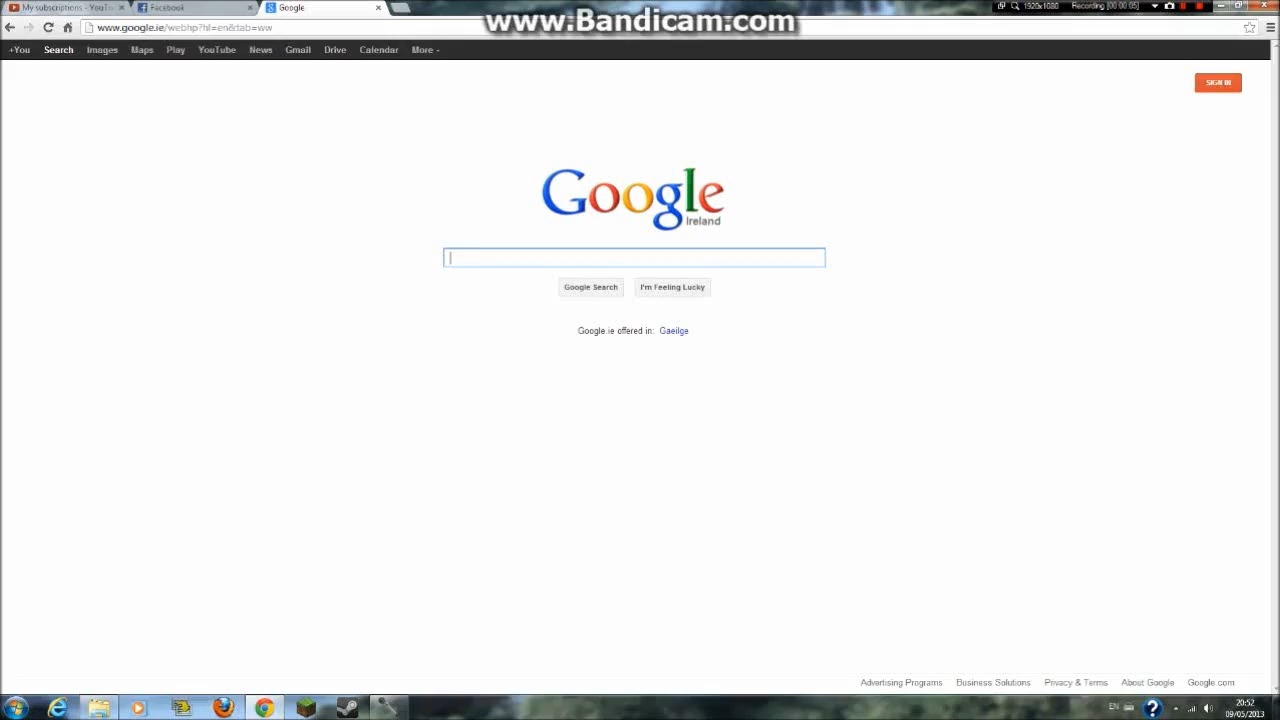 My subscriptions - YouTu
Facebook
Google
www.Bandicam.com
1920x1080
Recording [00:00:05]
www.google.ie/webhp?hl=en&tab=ww
+You Search Images Maps Play YouTube News Gmail Drive Calendar More
SIGN IN
Google
Ireland
Google Search
I'm Feeling Lucky
Google.ie offered in: Gaeilge
Advertising Programs Business Solutions Privacy & Terms About Google Google.com
EN
20:52
09/05/2013